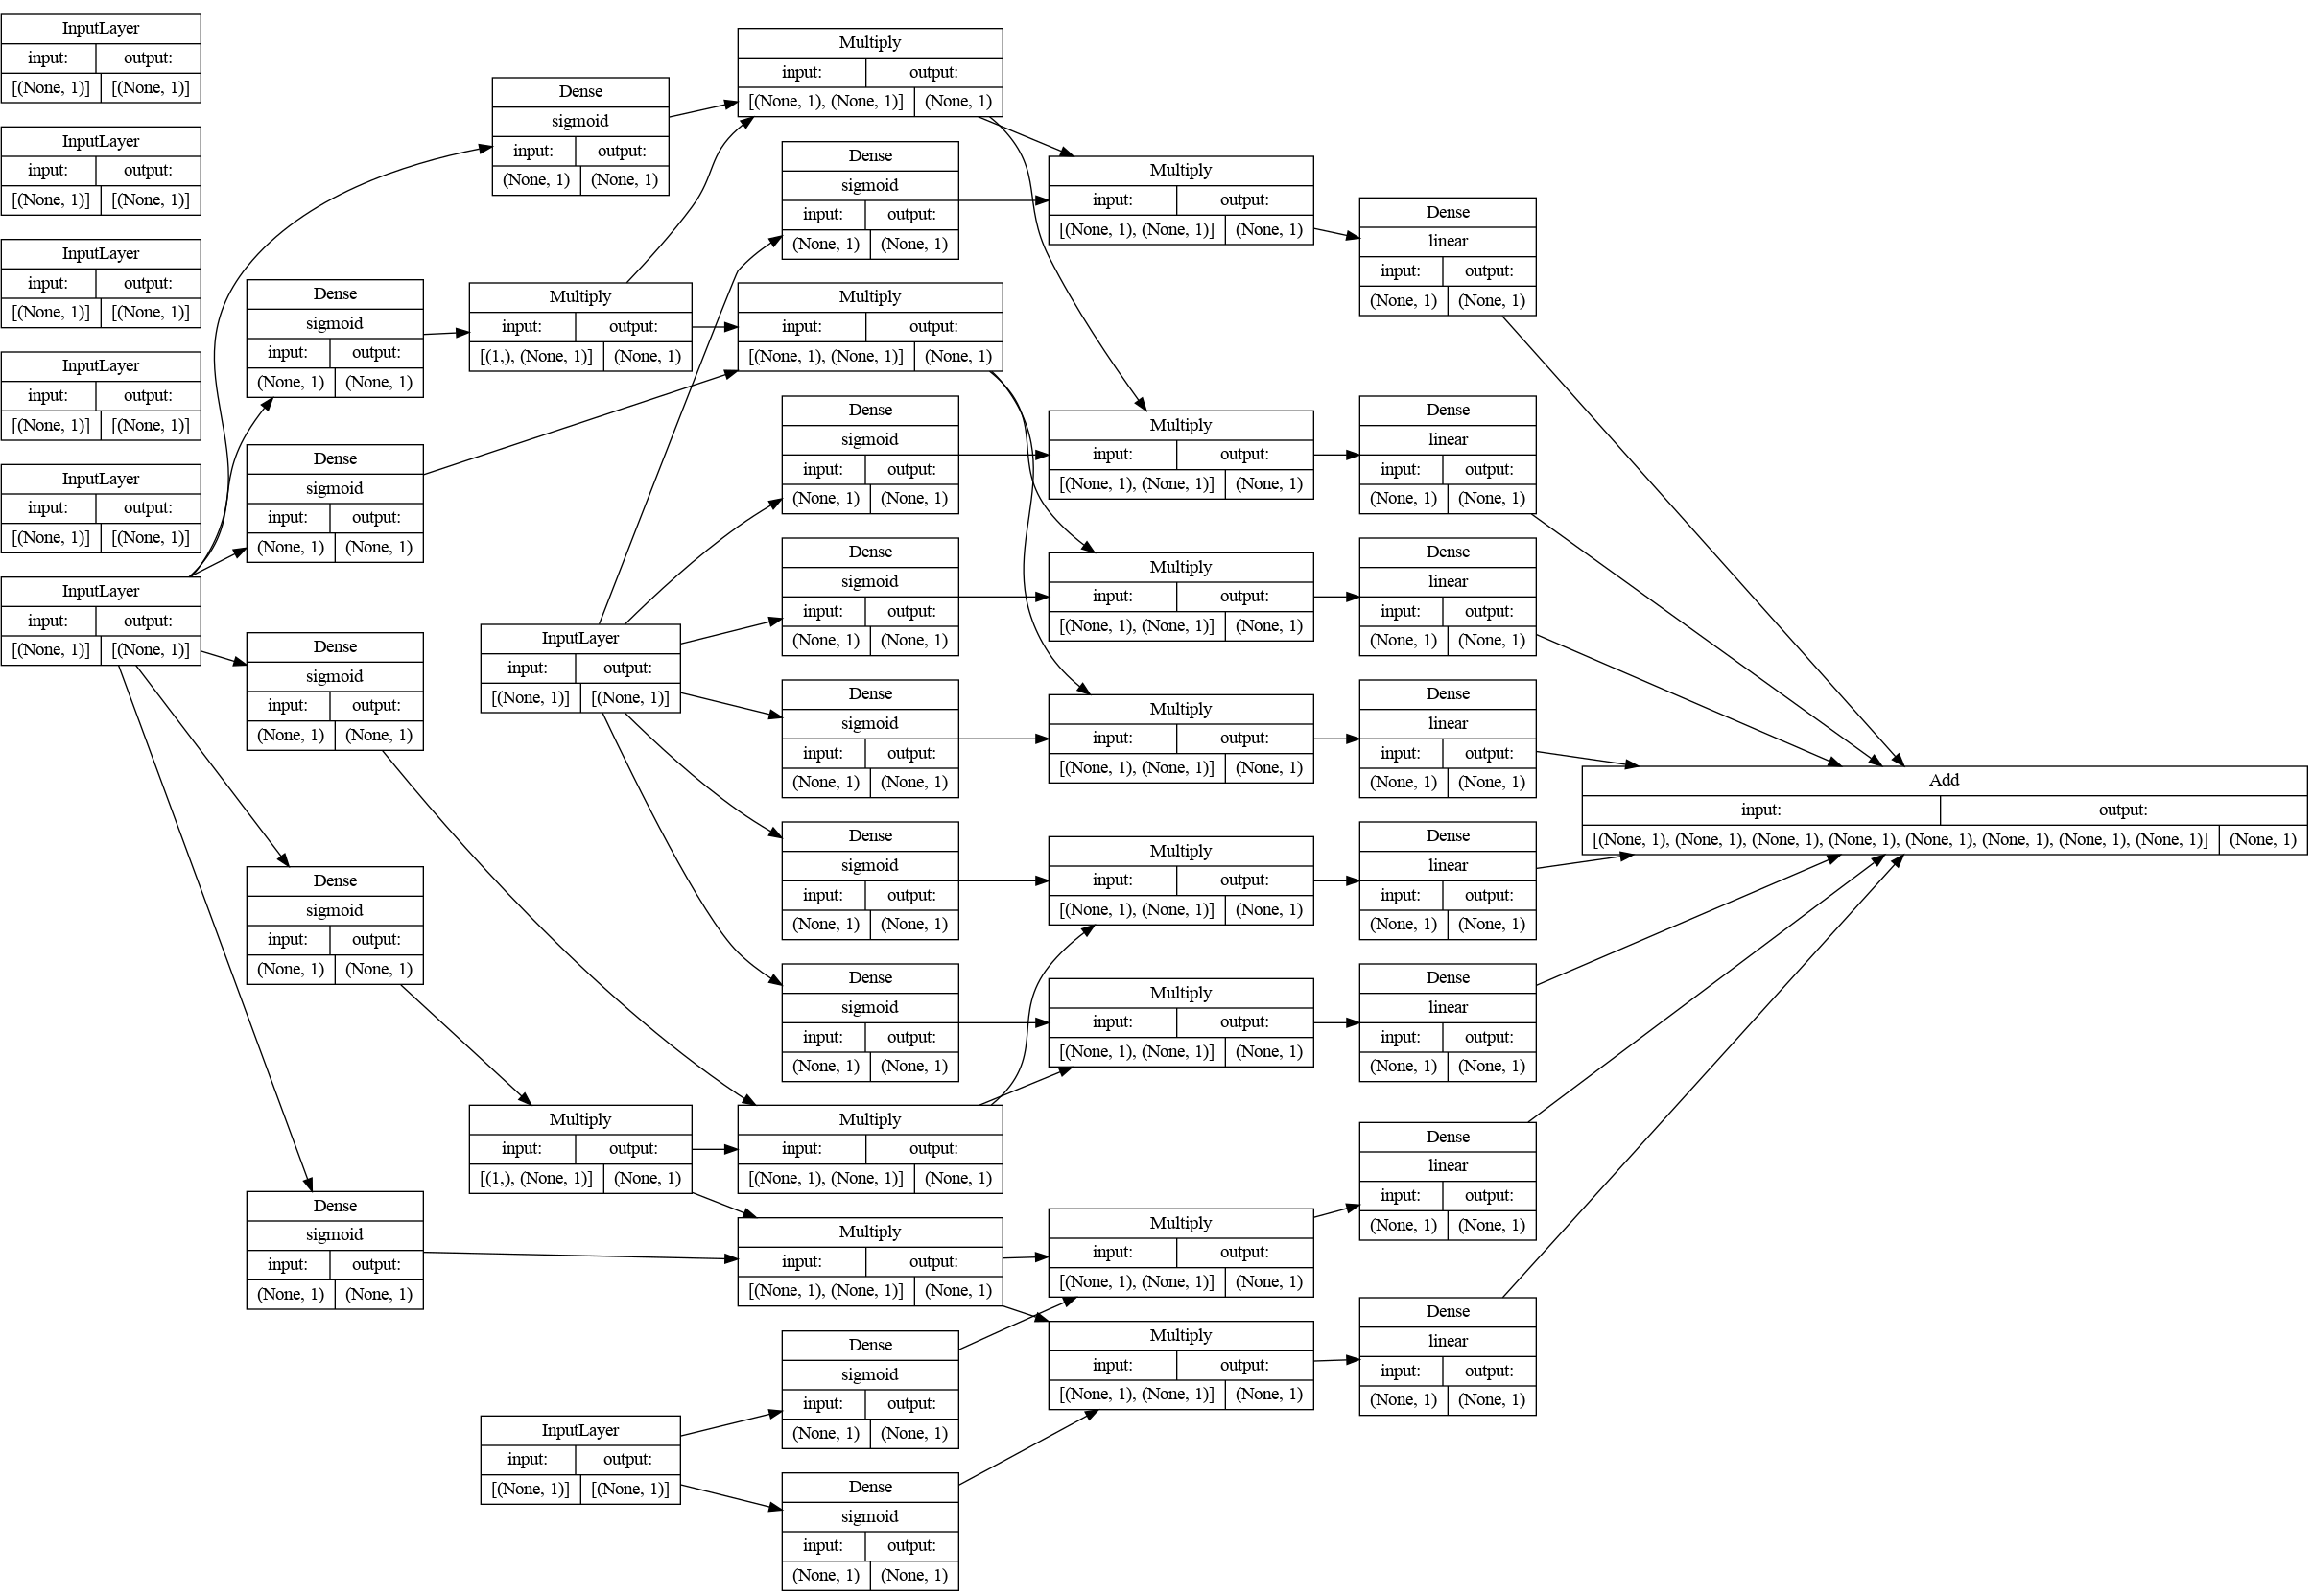 InputLayer
input: output:
[(None, 1)] [(None, 1)]
InputLayer
input: output:
[(None, 1)] [(None, 1)]
InputLayer
input: output:
[(None, 1)] [(None, 1)]
InputLayer
input: output:
[(None, 1)] [(None, 1)]
InputLayer
input: output:
[(None, 1)] [(None, 1)]
InputLayer
input: output:
[(None, 1)] [(None, 1)]
Dense
sigmoid
input: output:
(None, 1) (None, 1)
Dense
sigmoid
input: output:
(None, 1) (None, 1)
Dense
sigmoid
input: output:
(None, 1) (None, 1)
Dense
sigmoid
input: output:
(None, 1) (None, 1)
Dense
sigmoid
input: output:
(None, 1) (None, 1)
Dense
sigmoid
input: output:
(None, 1) (None, 1)
Multiply
input: output:
[(1,), (None, 1)] (None, 1)
InputLayer
input: output:
[(None, 1)] [(None, 1)]
Multiply
input: output:
[(1,), (None, 1)] (None, 1)
InputLayer
input: output:
[(None, 1)] [(None, 1)]
Multiply
input: output:
[(None, 1), (None, 1)] (None, 1)
Dense
sigmoid
input: output:
(None, 1) (None, 1)
Multiply
input: output:
[(None, 1), (None, 1)] (None, 1)
Dense
sigmoid
input: output:
(None, 1) (None, 1)
Dense
sigmoid
input: output:
(None, 1) (None, 1)
Dense
sigmoid
input: output:
(None, 1) (None, 1)
Dense
sigmoid
input: output:
(None, 1) (None, 1)
Dense
sigmoid
input: output:
(None, 1) (None, 1)
Multiply
input: output:
[(None, 1), (None, 1)] (None, 1)
Multiply
input: output:
[(None, 1), (None, 1)] (None, 1)
Dense
sigmoid
input: output:
(None, 1) (None, 1)
Dense
sigmoid
input: output:
(None, 1) (None, 1)
Multiply
input: output:
[(None, 1), (None, 1)] (None, 1)
Multiply
input: output:
[(None, 1), (None, 1)] (None, 1)
Multiply
input: output:
[(None, 1), (None, 1)] (None, 1)
Multiply
input: output:
[(None, 1), (None, 1)] (None, 1)
Multiply
input: output:
[(None, 1), (None, 1)] (None, 1)
Multiply
input: output:
[(None, 1), (None, 1)] (None, 1)
Multiply
input: output:
[(None, 1), (None, 1)] (None, 1)
Multiply
input: output:
[(None, 1), (None, 1)] (None, 1)
Dense
linear
input: output:
(None, 1) (None, 1)
Dense
linear
input: output:
(None, 1) (None, 1)
Dense
linear
input: output:
(None, 1) (None, 1)
Dense
linear
input: output:
(None, 1) (None, 1)
Dense
linear
input: output:
(None, 1) (None, 1)
Dense
linear
input: output:
(None, 1) (None, 1)
Dense
linear
input: output:
(None, 1) (None, 1)
Dense
linear
input: output:
(None, 1) (None, 1)
Add
input: output:
[(None, 1), (None, 1), (None, 1), (None, 1), (None, 1), (None, 1), (None, 1), (None, 1)] (None, 1)